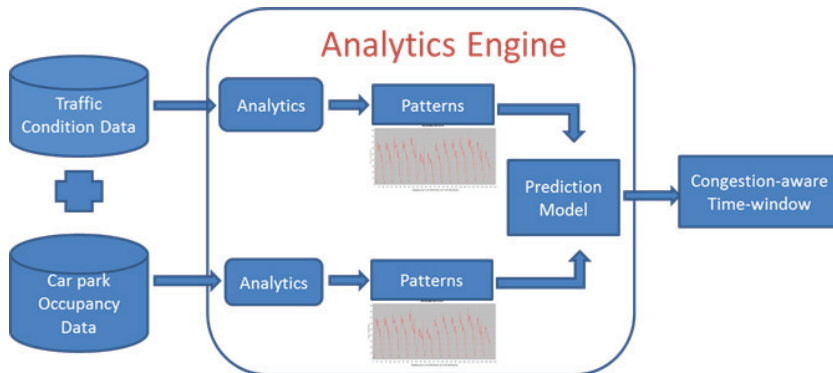 Analytics Engine
Traffic
Condition Data
Analytics
Patterns
Prediction
Model
Congestion-aware
Time-window
Car park
Occupancy
Data
Analytics
Patterns